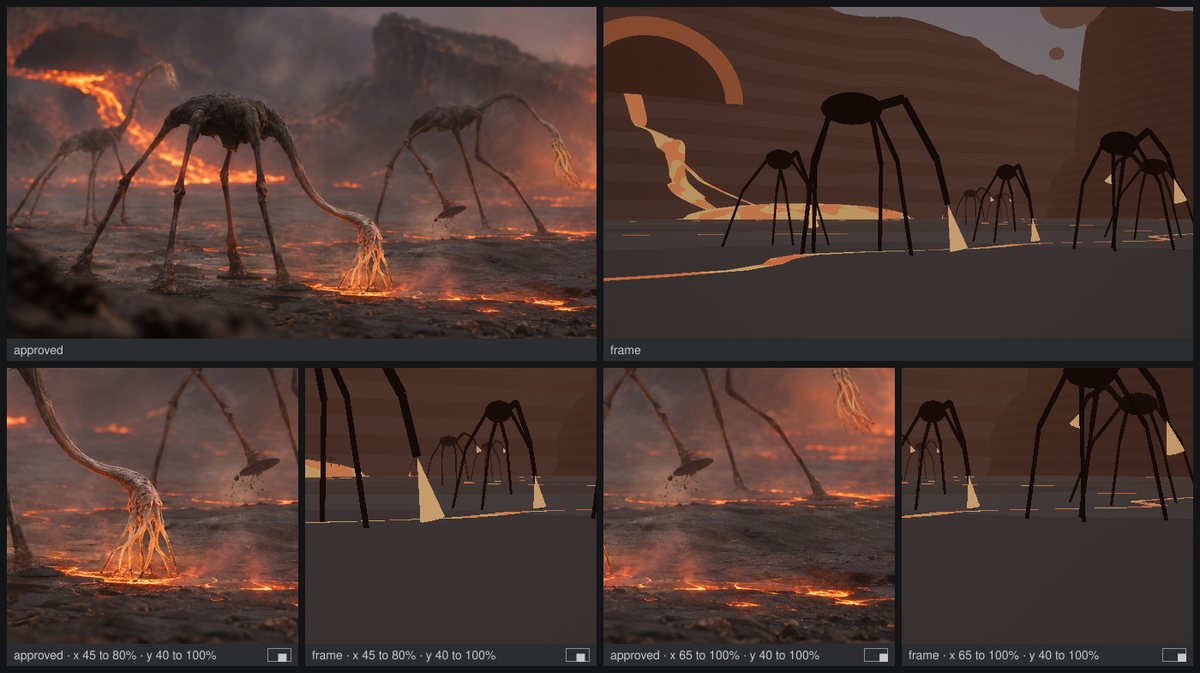 approved
frame
approved · x 45 to 80% · y 40 to 100%
frame · x 45 to 80% · y 40 to 100%
approved · x 65 to 100% · y 40 to 100%
frame · x 65 to 100% · y 40 to 100%